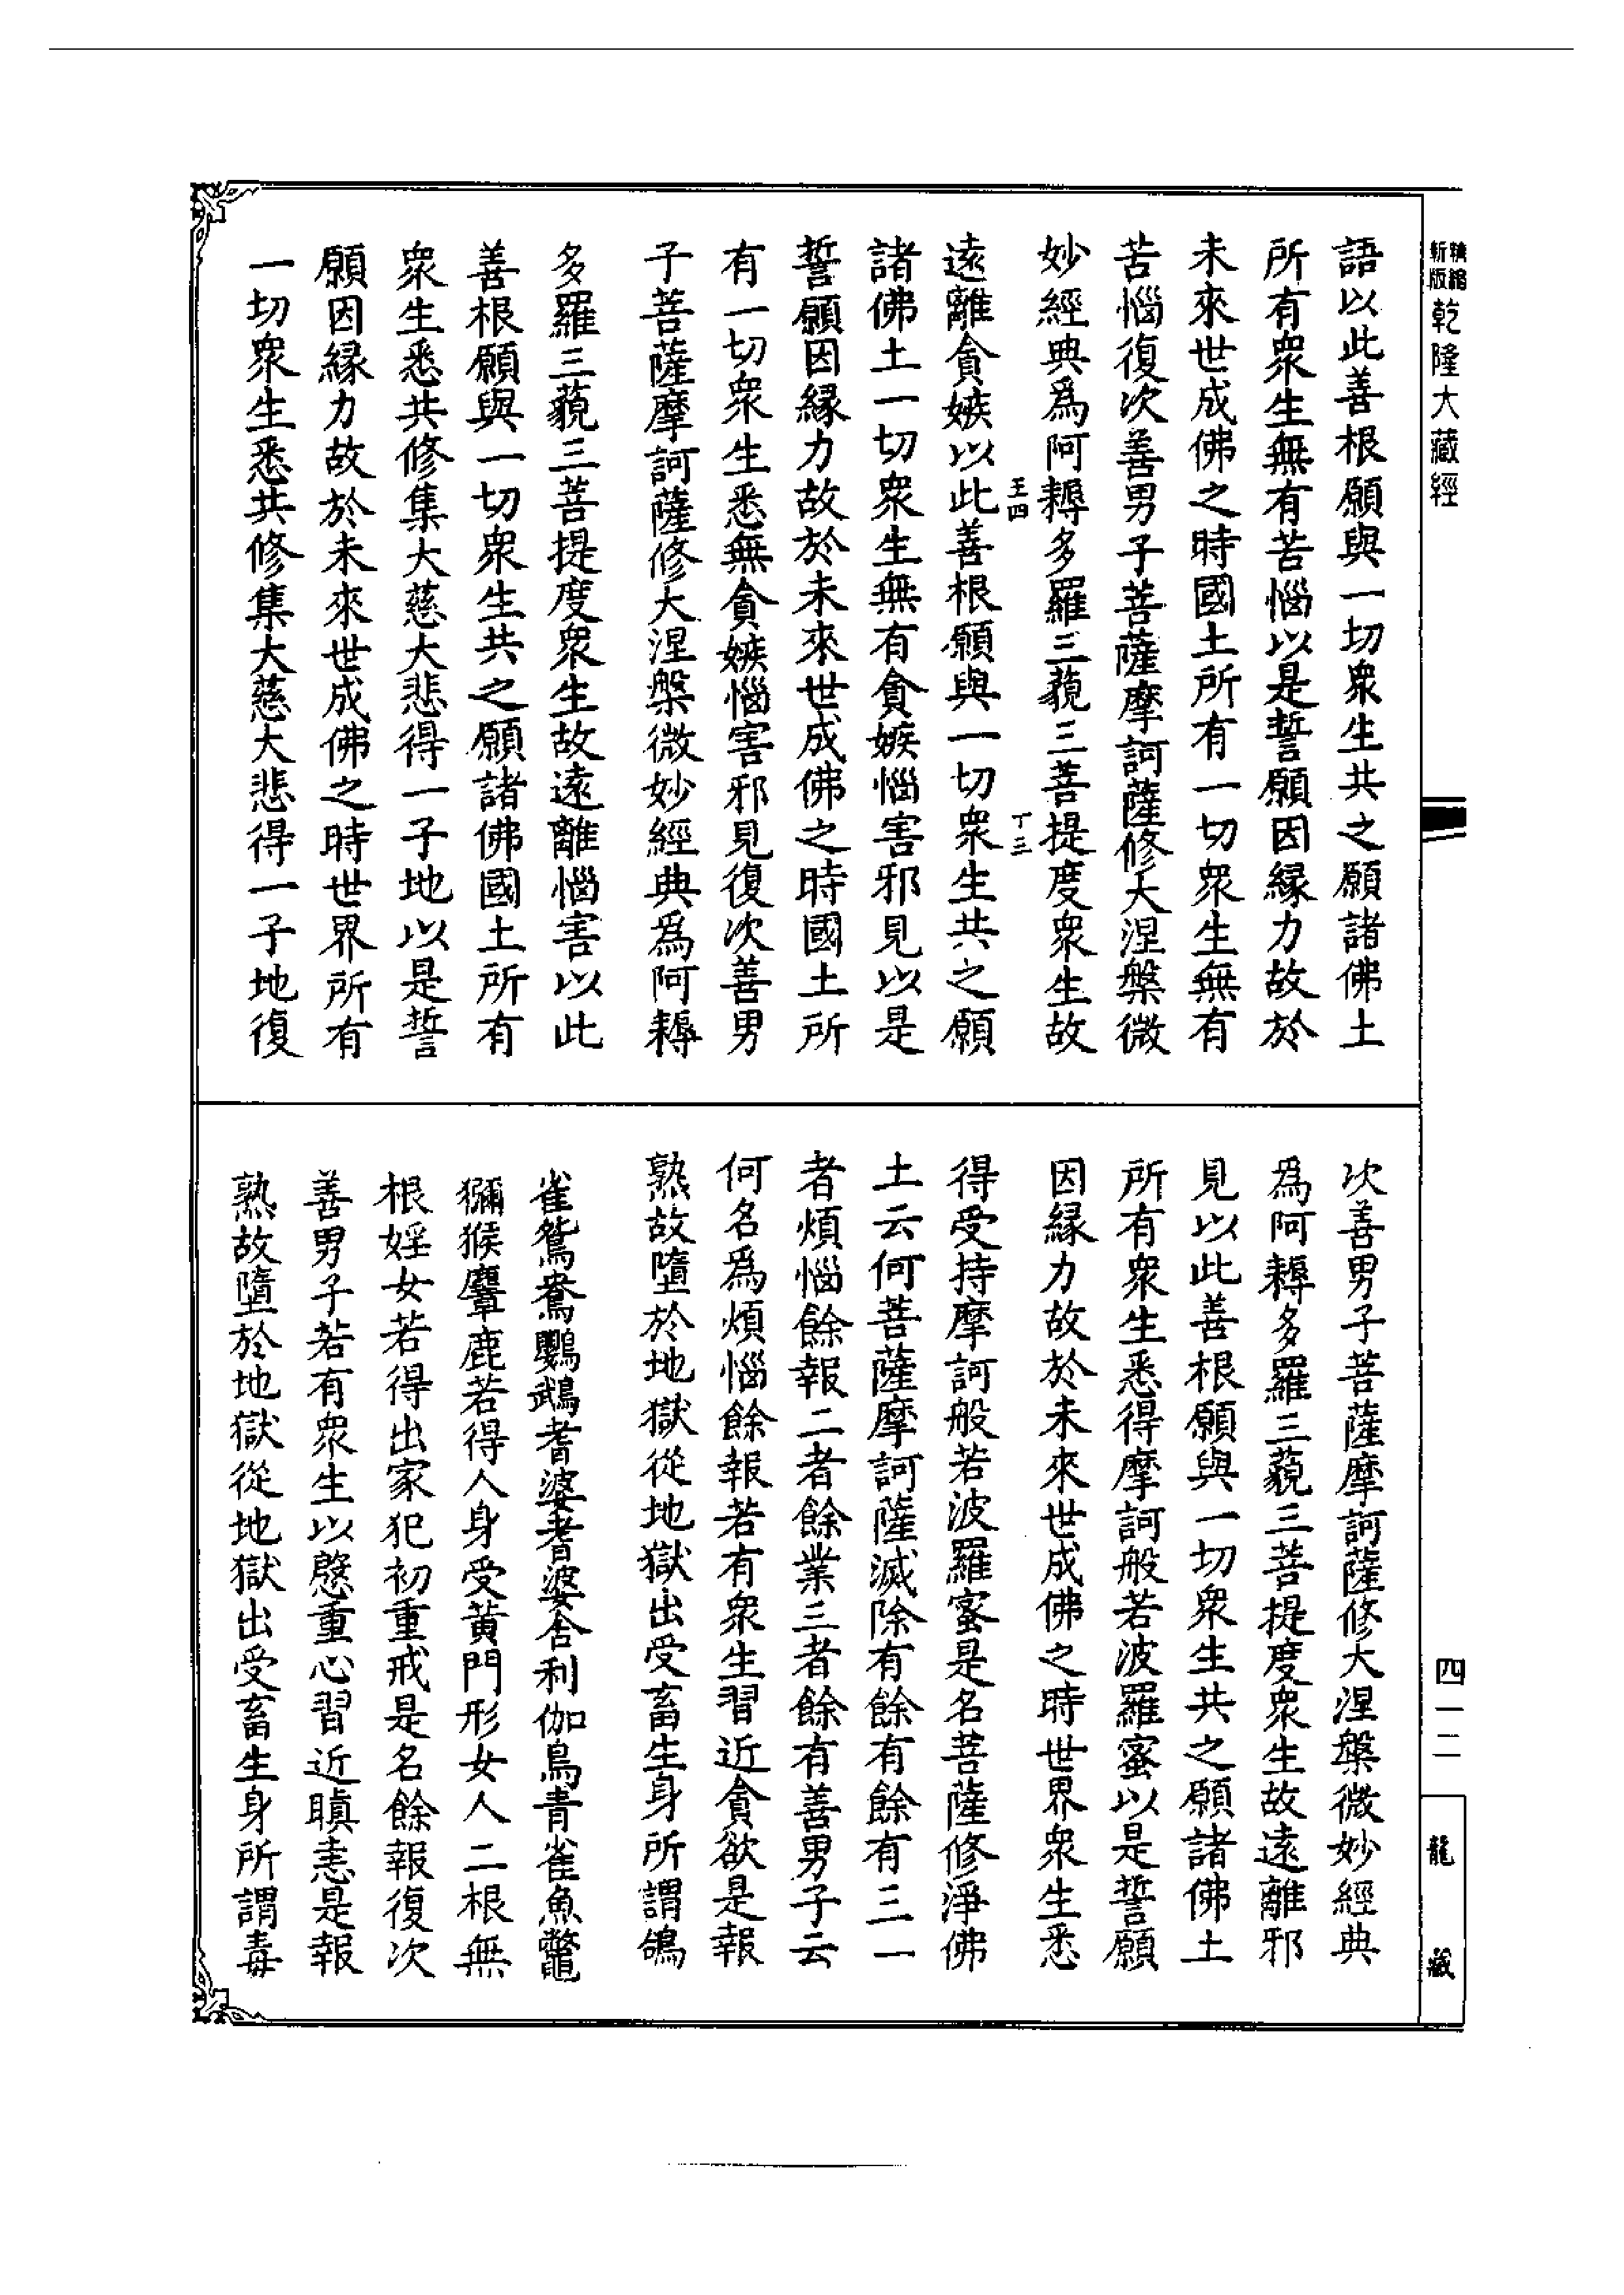 精縮新版乾隆大藏經
語以此善根願與一切衆生共之願諸佛土
所有衆生無有苦惱以是誓願因緣力故於
未來世成佛之時國土所有一切衆生無有
苦惱復次善男子菩薩摩訶薩修大涅槃微
妙經典爲阿耨多羅三藐三菩提度衆生故
王四 丁三
遠離貪嫉以此善根願與一切衆生共之願
諸佛土一切衆生無有貪嫉惱害邪見以是
誓願因緣力故於未來世成佛之時國土所
有一切衆生悉無貪嫉惱害邪見復次善男
子菩薩摩訶薩修大涅槃微妙經典爲阿耨
多羅三藐三菩提度衆生故遠離惱害以此
善根願與一切衆生共之願諸佛國土所有
衆生悉共修集大慈大悲得一子地以是誓
願因緣力故於未來世成佛之時世界所有
一切衆生悉共修集大慈大悲得一子地復
次善男子菩薩摩訶薩修大涅槃微妙經典
爲阿耨多羅三藐三菩提度衆生故遠離邪
見以此善根願與一切衆生共之願諸佛土
所有衆生悉得摩訶般若波羅蜜以是誓願
因緣力故於未來世成佛之時世界衆生悉
得受持摩訶般若波羅蜜是名菩薩修淨佛
土云何菩薩摩訶薩滅除有餘有餘有三一
者煩惱餘報二者餘業三者餘有善男子云
何名爲煩惱餘報若有衆生習近貪欲是報
熟故墮於地獄從地獄出受畜生身所謂鴿
雀鴛鴦鸚鵡耆婆耆婆舍利伽鳥青雀魚鼈
獼猴麞鹿若得人身受黄門形女人二根無
根婬女若得出家犯初重戒是名餘報復次
善男子若有衆生以慇重心習近瞋恚是報
熟故墮於地獄從地獄出受畜生身所謂毒
四一二
龍藏